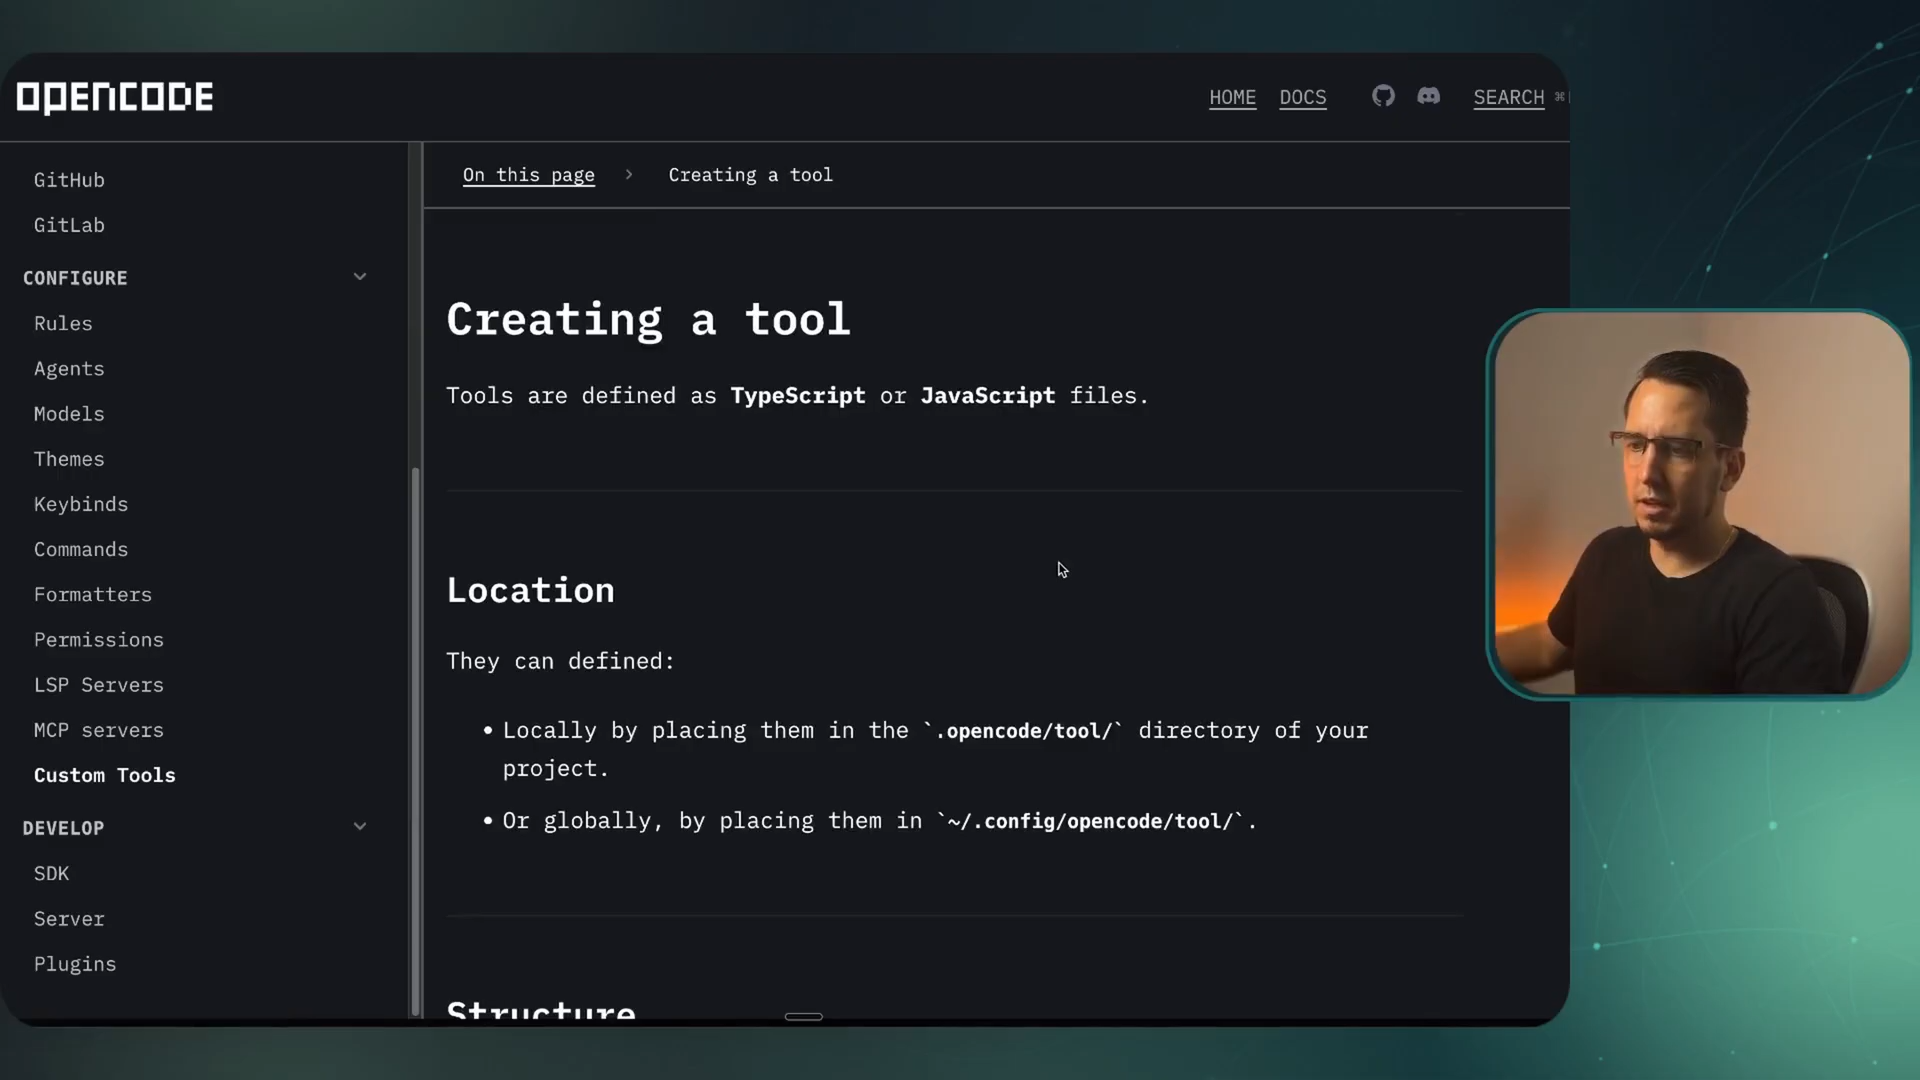 OPENCODE
HOME DOCS SEARCH ⌘
GitHub
GitLab
CONFIGURE
Rules
Agents
Models
Themes
Keybinds
Commands
Formatters
Permissions
LSP Servers
MCP servers
Custom Tools
DEVELOP
SDK
Server
Plugins
On this page > Creating a tool
Creating a tool
Tools are defined as TypeScript or JavaScript files.
Location
They can defined:
• Locally by placing them in the `.opencode/tool/` directory of your
project.
• Or globally, by placing them in `~/.config/opencode/tool/`.
Structure